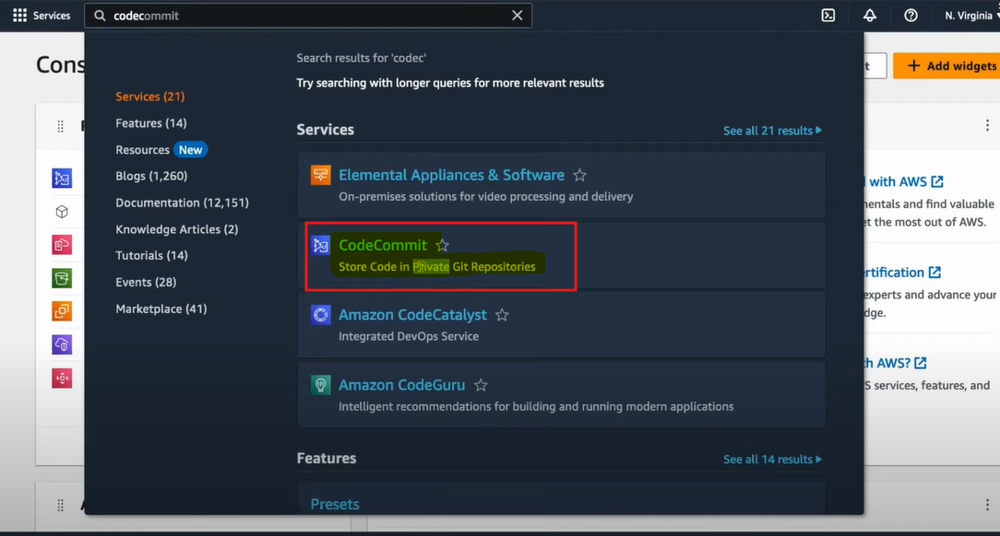 Services
codecommit
N. Virginia
Cons
Add widgets
Search results for 'codec'
Try searching with longer queries for more relevant results
Services (21)
Features (14)
Resources New
Blogs (1,260)
Documentation (12,151)
Knowledge Articles (2)
Tutorials (14)
Events (28)
Marketplace (41)
Services
See all 21 results
Elemental Appliances & Software
On-premises solutions for video processing and delivery
CodeCommit
Store Code in Private Git Repositories
Amazon CodeCatalyst
Integrated DevOps Service
Amazon CodeGuru
Intelligent recommendations for building and running modern applications
Features
See all 14 results
Presets
with AWS
mentals and find valuable
et the most out of AWS.
rtification
experts and advance your
dge.
h AWS?
S services, features, and